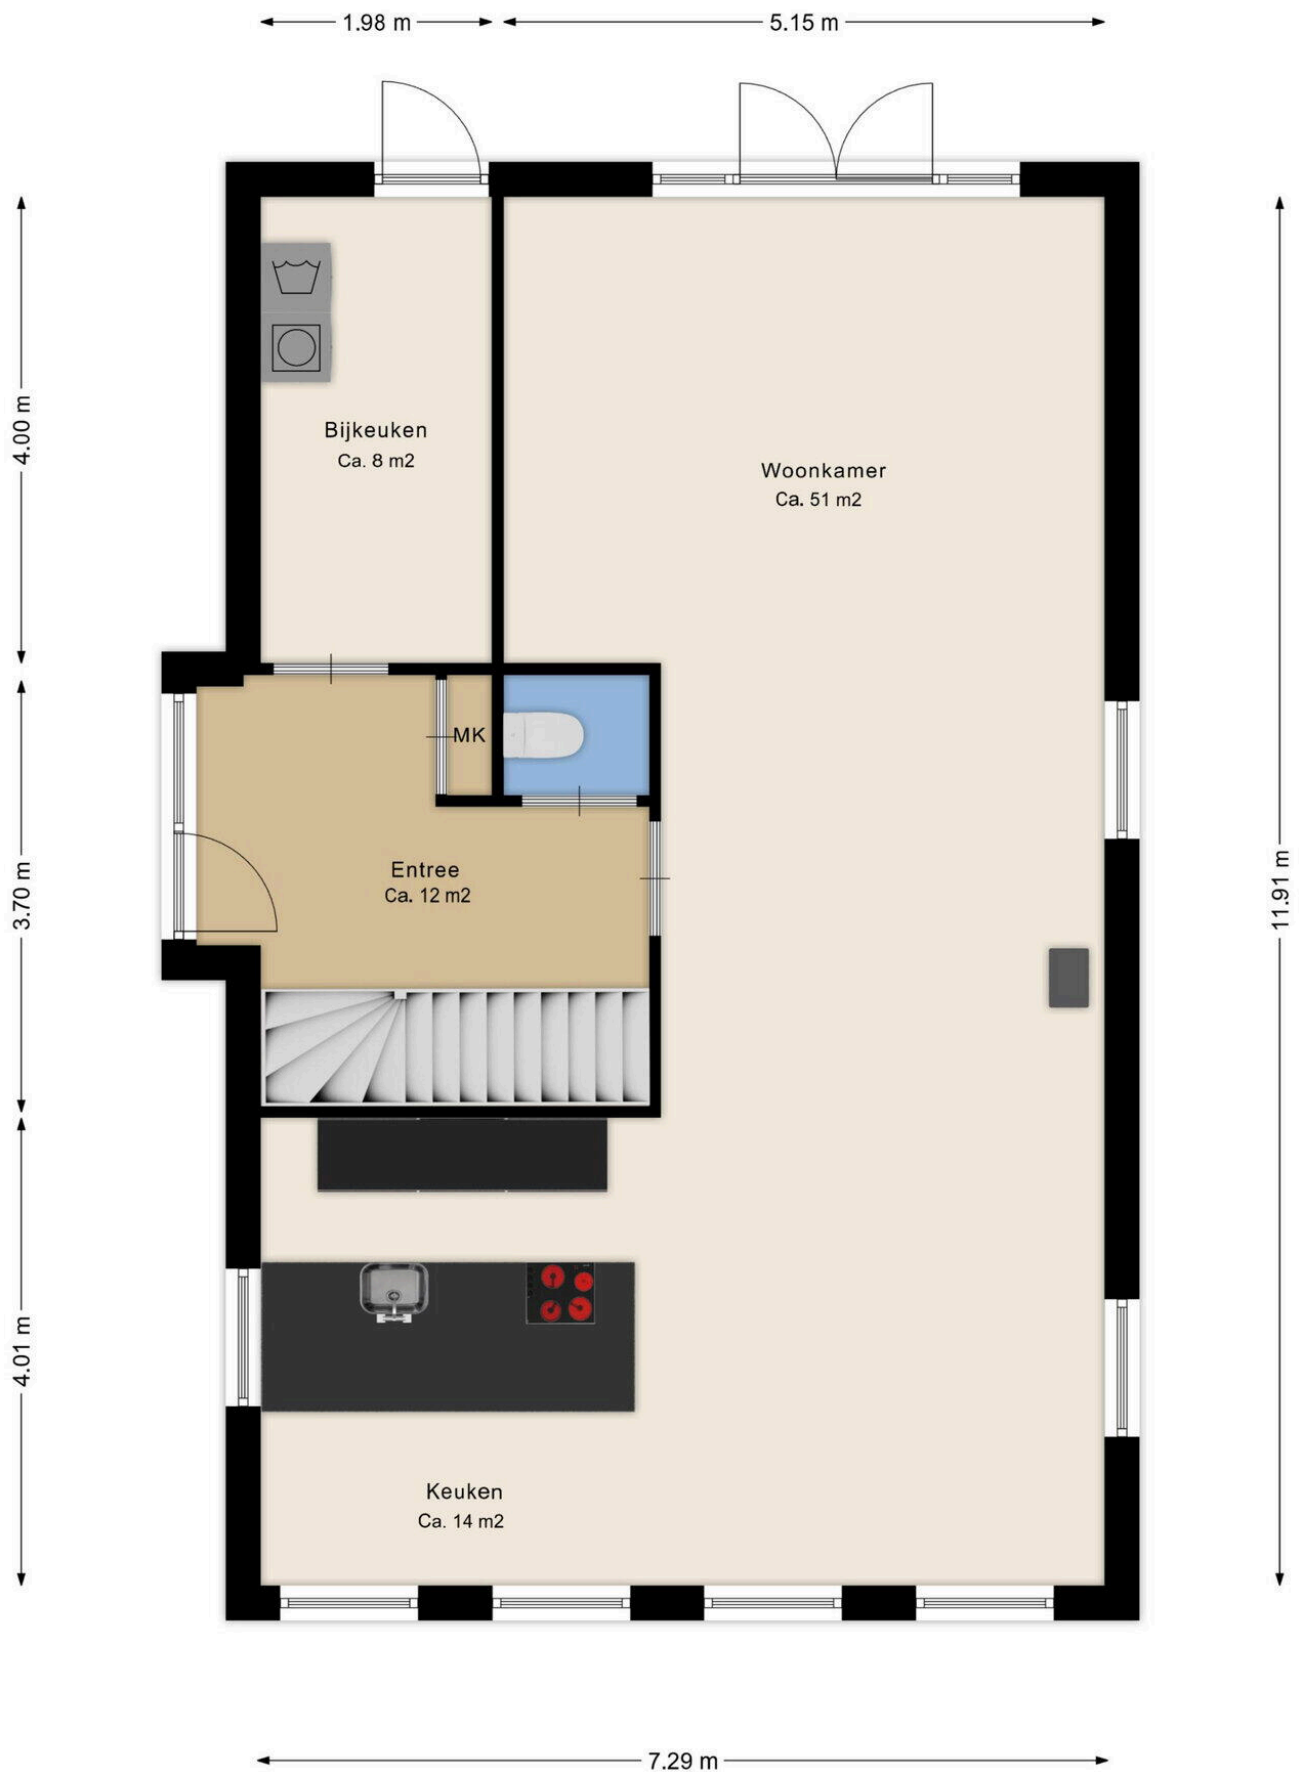 1.98 m
5.15 m
4.00 m
Bijkeuken
Ca. 8 m2
Woonkamer
Ca. 51 m2
MK
3.70 m
11.91 m
Entree
Ca. 12 m2
4.01 m
Keuken
Ca. 14 m2
7.29 m